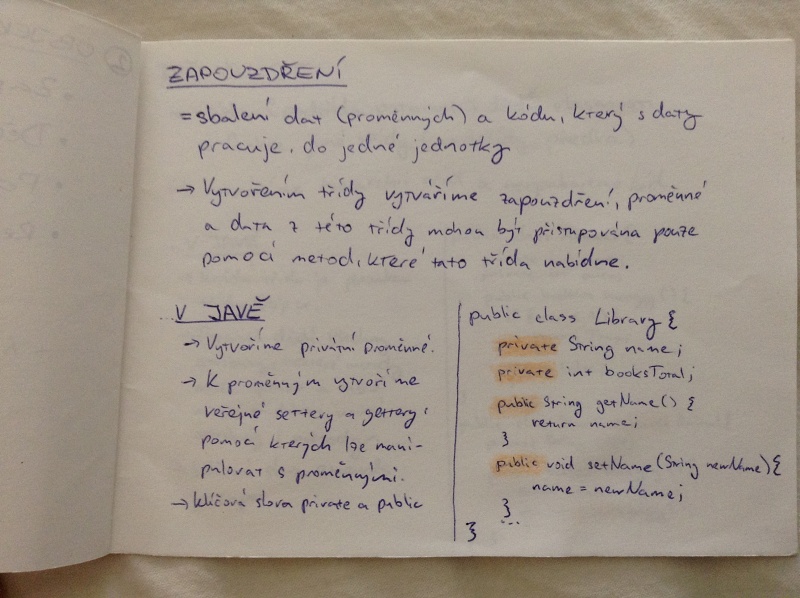 ZAPOUZDŘENÍ
= sbalení dat (proměnných) a kódu, který s daty
pracuje, do jedné jednotky
→ Vytvořením třídy vytváříme zapouzdření, proměnné
a data z této třídy mohou být přistupována pouze
pomocí metod, které tato třída nabídne.
...V JAVĚ
→ Vytvoříme privátní proměnné.
→ K proměnným vytvoříme
veřejné settery a gettery,
pomocí kterých lze mani-
pulovat s proměnnými.
→ klíčová slova private a public
public class Library {
private String name;
private int booksTotal;
public String getName() {
return name;
}
public void setName(String newName){
name = newName;
}
...
}